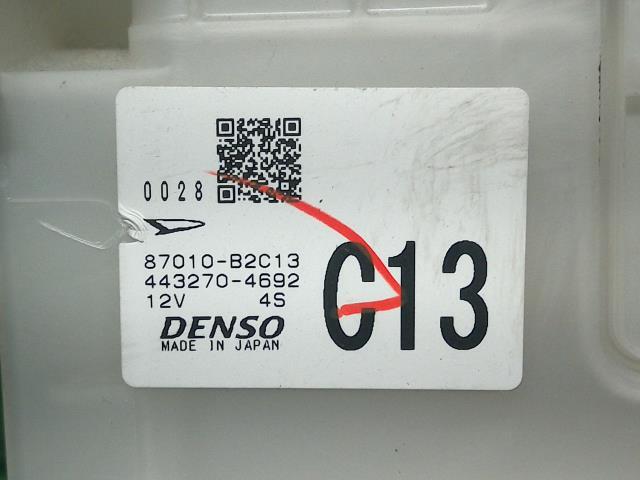 0028
87010-B2C13
443270-4692
12V 4S
C13
DENSO
MADE IN JAPAN